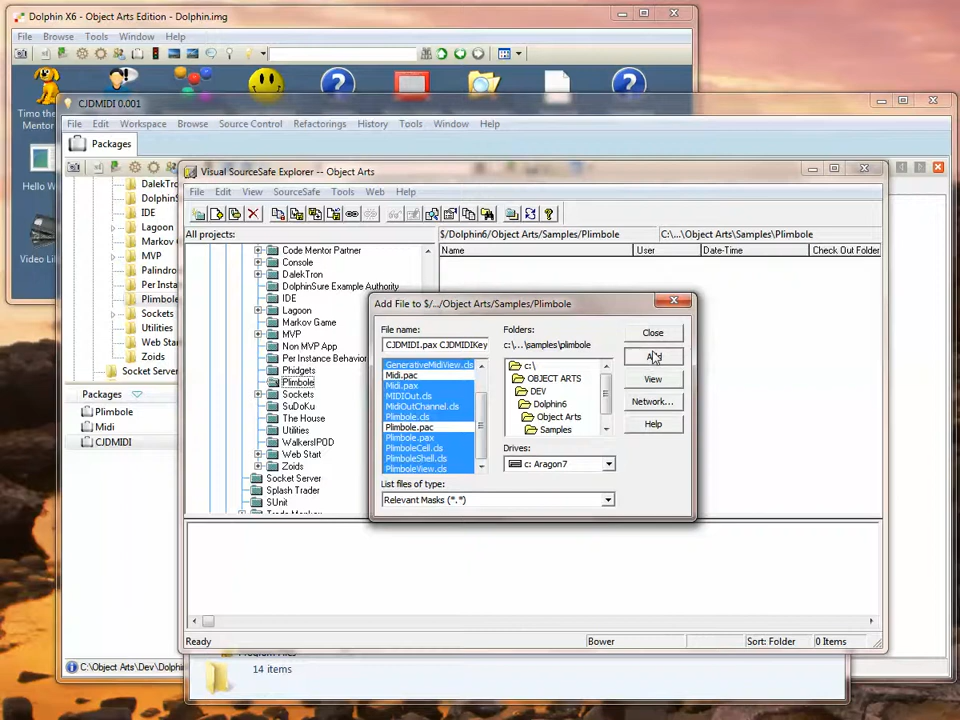 Dolphin X6 - Object Arts Edition - Dolphin.img
File Browse Tools Window Help
Timo the
Mentor
Hello W
Video Li
CJDMIDI 0.001
File Edit Workspace Browse Source Control Refactorings History Tools Window Help
Packages
DalekTro
DolphinS
IDE
Lagoon
Markov
MVP
Palindro
Per Insta
Plimbole
Sockets
Utilities
Web Star
Zoids
Socket Server
Packages
Plimbole
Midi
CJDMIDI
C:\Object Arts\Dev\Dolphin
Visual SourceSafe Explorer -- Object Arts
File Edit View SourceSafe Tools Web Help
All projects:
$/Dolphin6/Object Arts/Samples/Plimbole
C:\...\Object Arts\Samples\Plimbole
Name User Date-Time Check Out Folder
Code Mentor Partner
Console
DalekTron
DolphinSure Example Authority
IDE
Lagoon
Markov Game
MVP
Non MVP App
Per Instance Behavior
Phidgets
Plimbole
Sockets
SuDoKu
The House
Utilities
WalkersIPOD
Web Start
Zoids
Socket Server
Splash Trader
SUnit
Add File to $/.../Object Arts/Samples/Plimbole
File name:
CJDMIDI.pax CJDMIDIKey
GenerativeMidiView.cls
Midi.pac
Midi.pax
MIDIOut.cls
MidiOutChannel.cls
Plimbole.cls
Plimbole.pac
Plimbole.pax
PlimboleCell.cls
PlimboleShell.cls
PlimboleView.cls
Folders:
c:\...\samples\plimbole
c:\
OBJECT ARTS
DEV
Dolphin6
Object Arts
Samples
Drives:
c: Aragon7
List files of type:
Relevant Masks (*.*)
Close
View
Network...
Help
Ready
Bower
Sort: Folder
0 Items
14 items